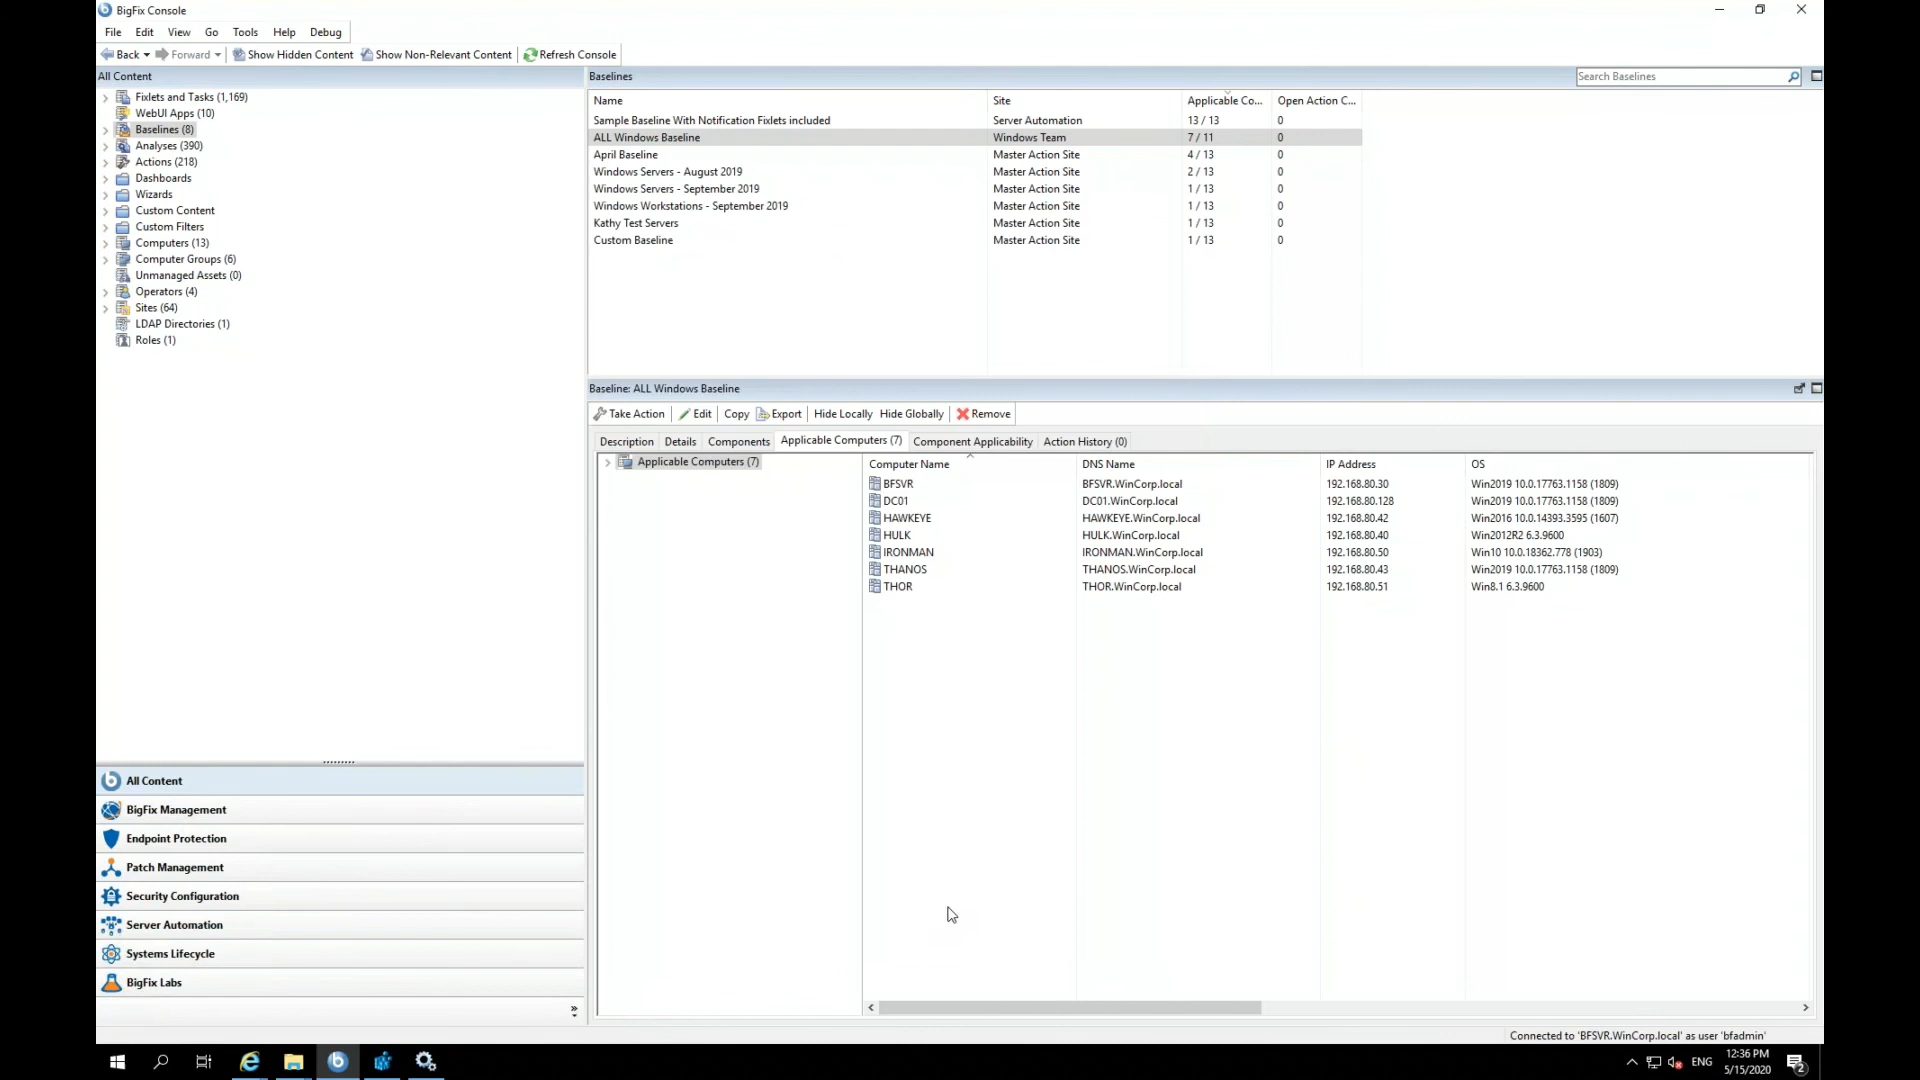 BigFix Console
File Edit View Go Tools Help Debug
Back Forward Show Hidden Content Show Non-Relevant Content Refresh Console
All Content
Fixlets and Tasks (1,169)
WebUI Apps (10)
Baselines (8)
Analyses (390)
Actions (218)
Dashboards
Wizards
Custom Content
Custom Filters
Computers (13)
Computer Groups (6)
Unmanaged Assets (0)
Operators (4)
Sites (64)
LDAP Directories (1)
Roles (1)
All Content
BigFix Management
Endpoint Protection
Patch Management
Security Configuration
Server Automation
Systems Lifecycle
BigFix Labs
Baselines Search Baselines
Name Site Applicable Co... Open Action C...
Sample Baseline With Notification Fixlets included Server Automation 13 / 13 0
ALL Windows Baseline Windows Team 7 / 11 0
April Baseline Master Action Site 4 / 13 0
Windows Servers - August 2019 Master Action Site 2 / 13 0
Windows Servers - September 2019 Master Action Site 1 / 13 0
Windows Workstations - September 2019 Master Action Site 1 / 13 0
Kathy Test Servers Master Action Site 1 / 13 0
Custom Baseline Master Action Site 1 / 13 0
Baseline: ALL Windows Baseline
Take Action Edit Copy Export Hide Locally Hide Globally Remove
Description Details Components Applicable Computers (7) Component Applicability Action History (0)
Applicable Computers (7)
Computer Name DNS Name IP Address OS
BFSVR BFSVR.WinCorp.local 192.168.80.30 Win2019 10.0.17763.1158 (1809)
DC01 DC01.WinCorp.local 192.168.80.128 Win2019 10.0.17763.1158 (1809)
HAWKEYE HAWKEYE.WinCorp.local 192.168.80.42 Win2016 10.0.14393.3595 (1607)
HULK HULK.WinCorp.local 192.168.80.40 Win2012R2 6.3.9600
IRONMAN IRONMAN.WinCorp.local 192.168.80.50 Win10 10.0.18362.778 (1903)
THANOS THANOS.WinCorp.local 192.168.80.43 Win2019 10.0.17763.1158 (1809)
THOR THOR.WinCorp.local 192.168.80.51 Win8.1 6.3.9600
Connected to 'BFSVR.WinCorp.local' as user 'bfadmin'
ENG 12:36 PM
5/15/2020 2